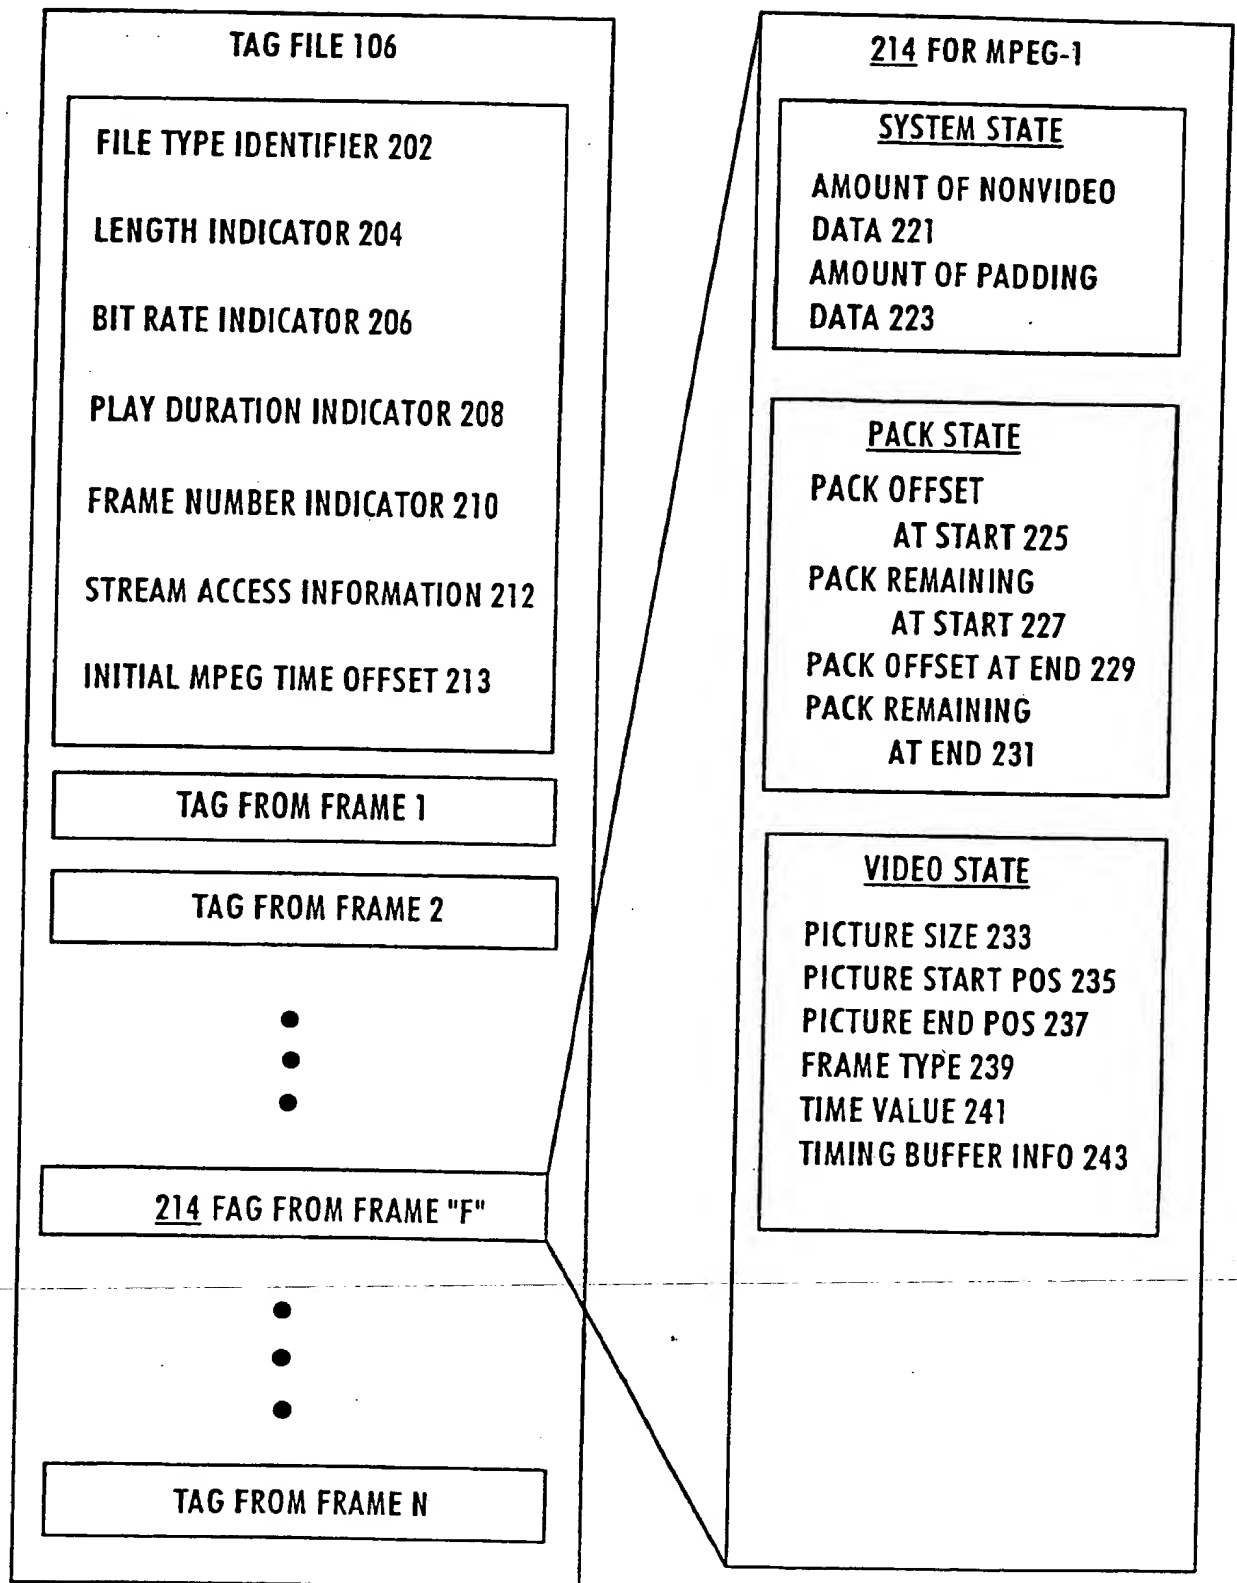 TAG FILE 106
FILE TYPE IDENTIFIER 202
LENGTH INDICATOR 204
BIT RATE INDICATOR 206
PLAY DURATION INDICATOR 208
FRAME NUMBER INDICATOR 210
STREAM ACCESS INFORMATION 212
INITIAL MPEG TIME OFFSET 213
TAG FROM FRAME 1
TAG FROM FRAME 2
214 FAG FROM FRAME "F"
TAG FROM FRAME N
214 FOR MPEG-1
SYSTEM STATE
AMOUNT OF NONVIDEO
DATA 221
AMOUNT OF PADDING
DATA 223
PACK STATE
PACK OFFSET
AT START 225
PACK REMAINING
AT START 227
PACK OFFSET AT END 229
PACK REMAINING
AT END 231
VIDEO STATE
PICTURE SIZE 233
PICTURE START POS 235
PICTURE END POS 237
FRAME TYPE 239
TIME VALUE 241
TIMING BUFFER INFO 243